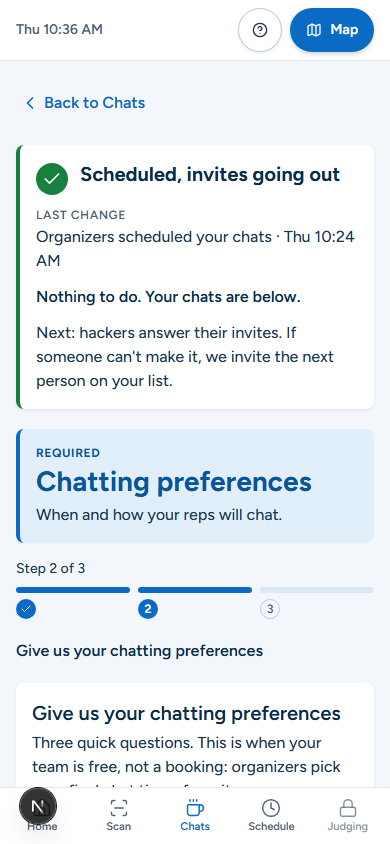 Thu 10:36 AM
Map
Back to Chats
Scheduled, invites going out
LAST CHANGE
Organizers scheduled your chats · Thu 10:24
AM
Nothing to do. Your chats are below.
Next: hackers answer their invites. If
someone can't make it, we invite the next
person on your list.
REQUIRED
Chatting preferences
When and how your reps will chat.
Step 2 of 3
2
3
Give us your chatting preferences
Give us your chatting preferences
Three quick questions. This is when your
team is free, not a booking: organizers pick
N
Home
Scan
Chats
Schedule
Judging